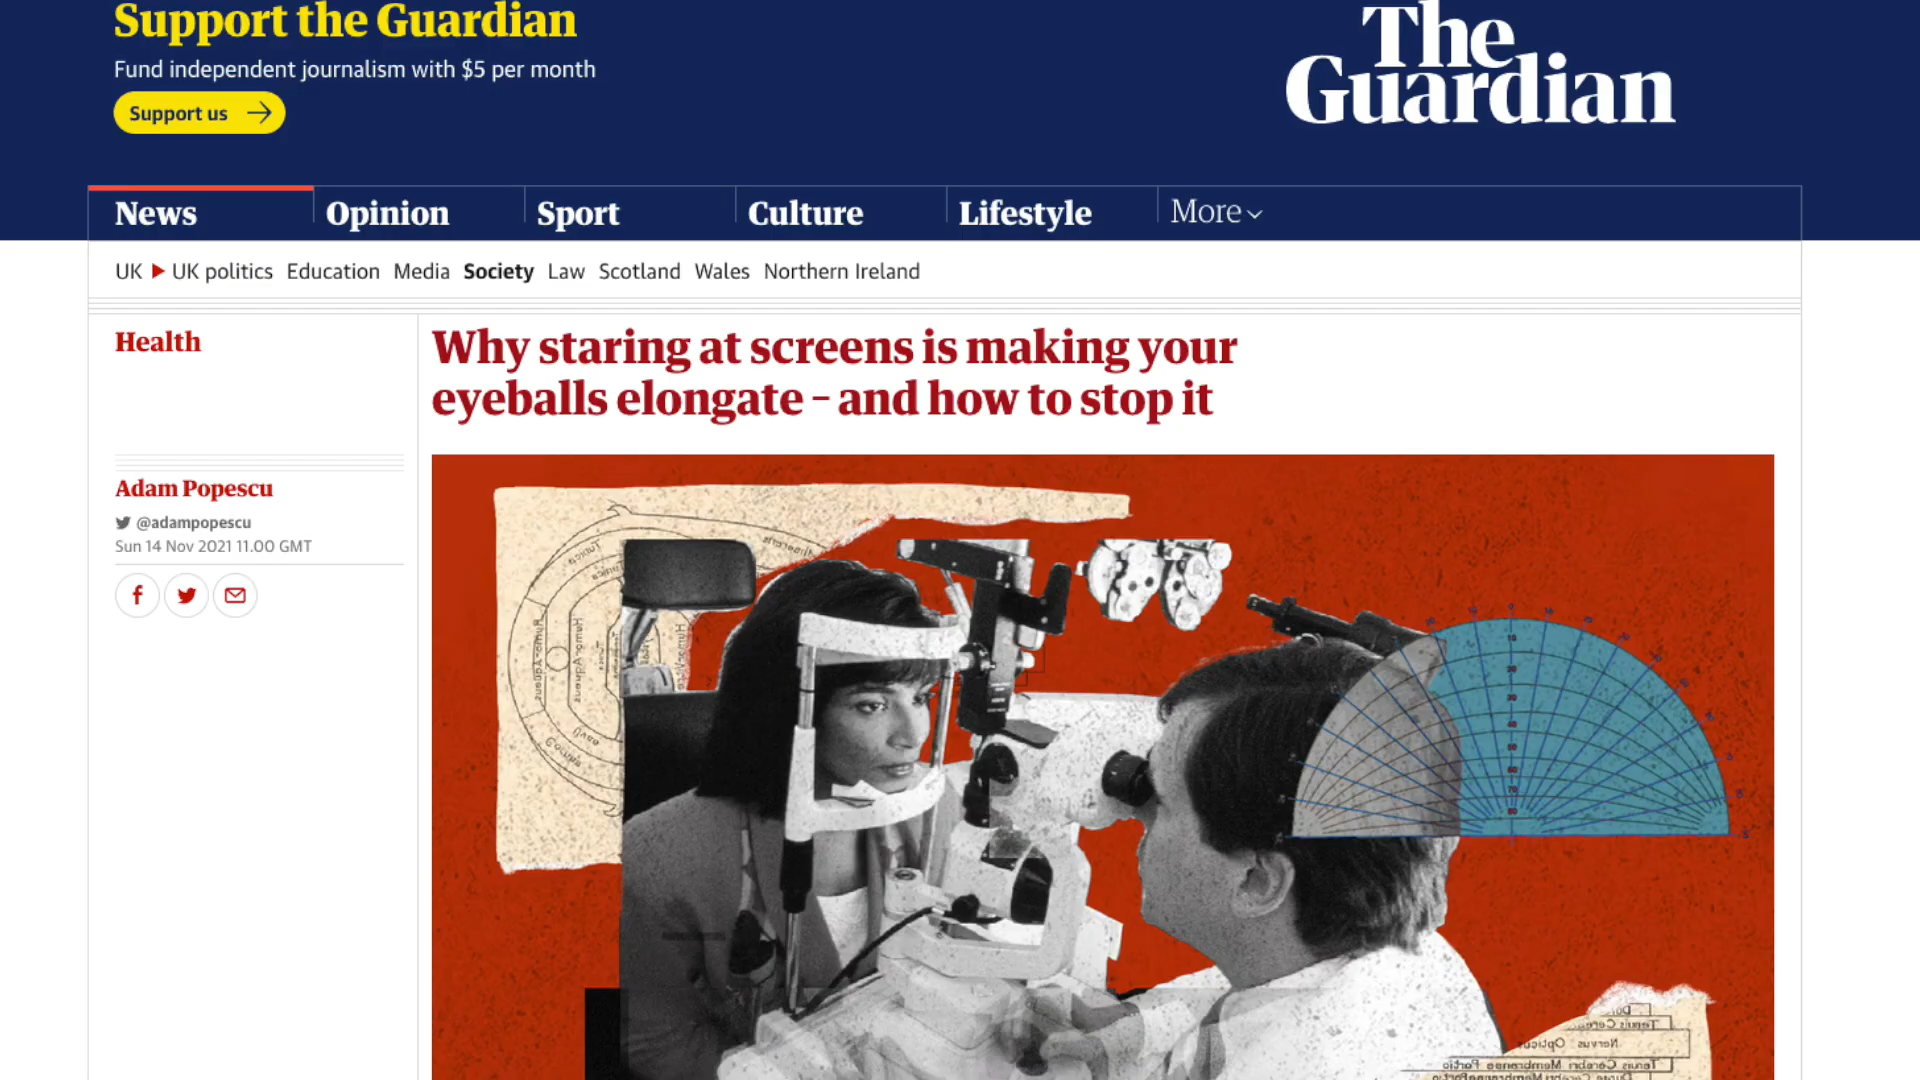 Support the Guardian
Fund independent journalism with $5 per month
Support us
The
Guardian
News
Opinion
Sport
Culture
Lifestyle
More
UK
UK politics
Education
Media
Society
Law
Scotland
Wales
Northern Ireland
Health
Why staring at screens is making your
eyeballs elongate – and how to stop it
Adam Popescu
@adampopescu
Sun 14 Nov 2021 11.00 GMT